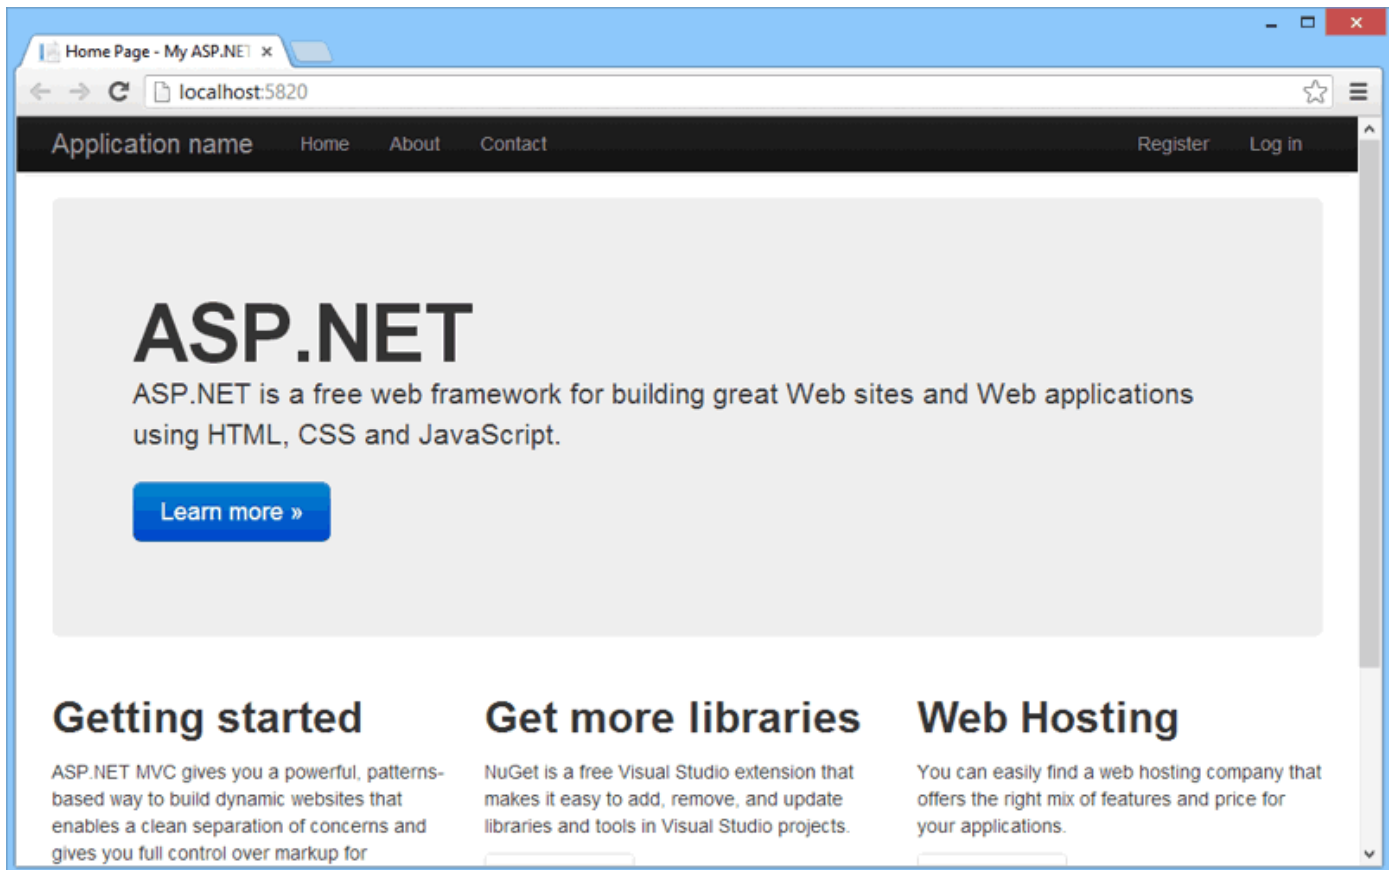 Home Page - My ASP.NET
localhost:5820
Application name Home About Contact Register Log in
ASP.NET
ASP.NET is a free web framework for building great Web sites and Web applications
using HTML, CSS and JavaScript.
Learn more »
Getting started
ASP.NET MVC gives you a powerful, patterns-
based way to build dynamic websites that
enables a clean separation of concerns and
gives you full control over markup for
Get more libraries
NuGet is a free Visual Studio extension that
makes it easy to add, remove, and update
libraries and tools in Visual Studio projects.
Web Hosting
You can easily find a web hosting company that
offers the right mix of features and price for
your applications.